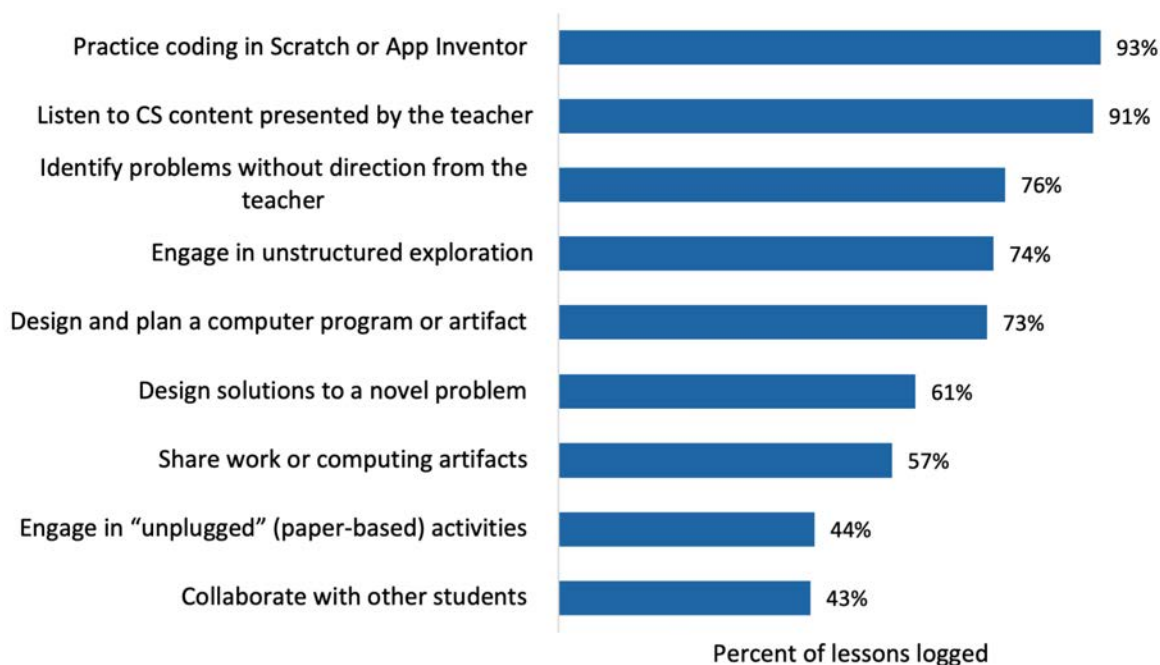 Practice coding in Scratch or App Inventor 93%
Listen to CS content presented by the teacher 91%
Identify problems without direction from the
teacher 76%
Engage in unstructured exploration 74%
Design and plan a computer program or artifact 73%
Design solutions to a novel problem 61%
Share work or computing artifacts 57%
Engage in “unplugged” (paper-based) activities 44%
Collaborate with other students 43%
Percent of lessons logged